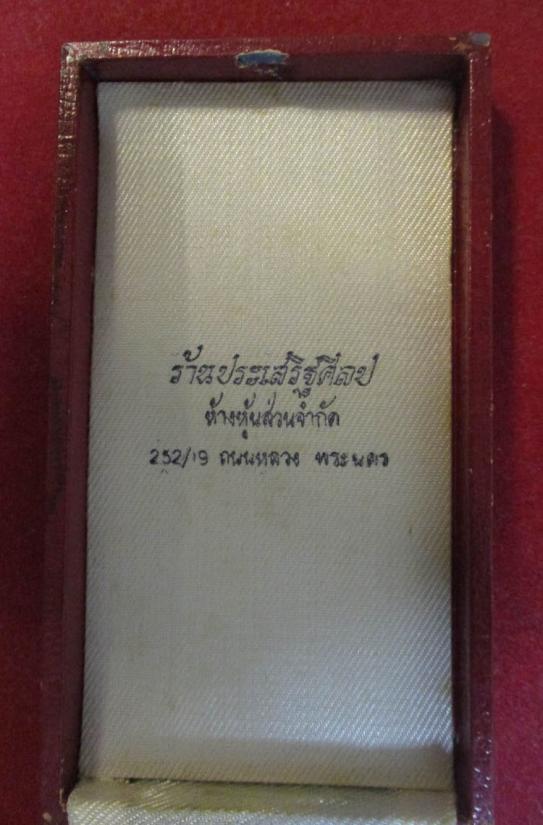 ร้านประเสริฐศิลป
ห้างหุ้นส่วนจำกัด
252/19 ถนนหลวง พระนคร